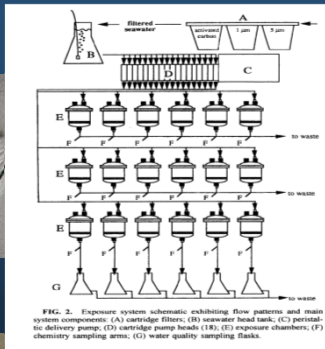 A
filtered
seawater
activated
carbon
1 µm
5 µm
B
D
C
E
F F F F F F
to waste
E
F F F F F F
to waste
E
F F F F F F
G
to waste
FIG. 2. Exposure system schematic exhibiting flow patterns and main
system components: (A) cartridge filters; (B) seawater head tank; (C) peristal-
tic delivery pump; (D) cartridge pump heads (18); (E) exposure chambers; (F)
chemistry sampling arms; (G) water quality sampling flasks.